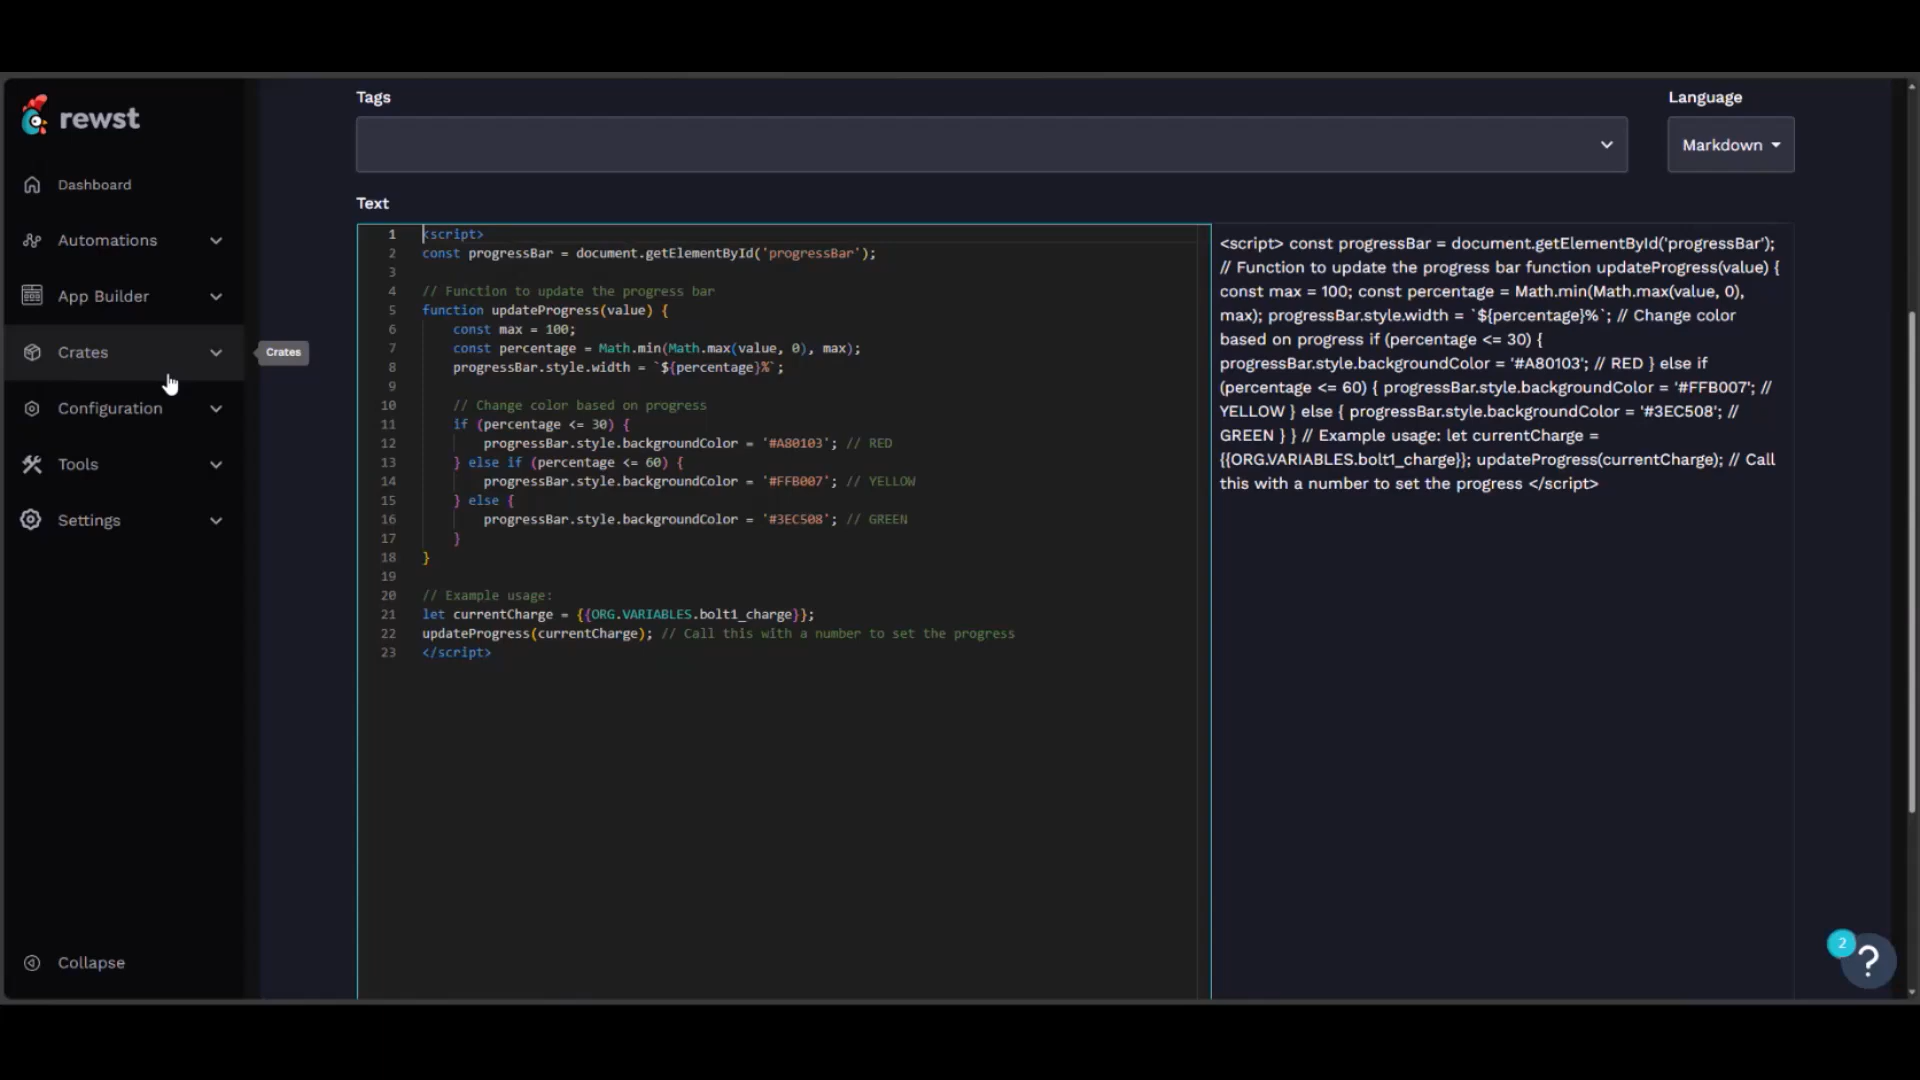 rewst
Dashboard
Automations
App Builder
Crates
Configuration
Tools
Settings
Collapse
Crates
Tags
Language
Markdown
Text
1 <script>
2 const progressBar = document.getElementById('progressBar');
3
4 // Function to update the progress bar
5 function updateProgress(value) {
6 const max = 100;
7 const percentage = Math.min(Math.max(value, 0), max);
8 progressBar.style.width = `${percentage}%`;
9
10 // Change color based on progress
11 if (percentage <= 30) {
12 progressBar.style.backgroundColor = '#A80103'; // RED
13 } else if (percentage <= 60) {
14 progressBar.style.backgroundColor = '#FFB007'; // YELLOW
15 } else {
16 progressBar.style.backgroundColor = '#3EC508'; // GREEN
17 }
18 }
19
20 // Example usage:
21 let currentCharge = {{ORG.VARIABLES.bolt1_charge}};
22 updateProgress(currentCharge); // Call this with a number to set the progress
23 </script>
<script> const progressBar = document.getElementById('progressBar');
// Function to update the progress bar function updateProgress(value) {
const max = 100; const percentage = Math.min(Math.max(value, 0),
max); progressBar.style.width = `${percentage}%`; // Change color
based on progress if (percentage <= 30) {
progressBar.style.backgroundColor = '#A80103'; // RED } else if
(percentage <= 60) { progressBar.style.backgroundColor = '#FFB007'; //
YELLOW } else { progressBar.style.backgroundColor = '#3EC508'; //
GREEN } } // Example usage: let currentCharge =
{{ORG.VARIABLES.bolt1_charge}}; updateProgress(currentCharge); // Call
this with a number to set the progress </script>
2
?